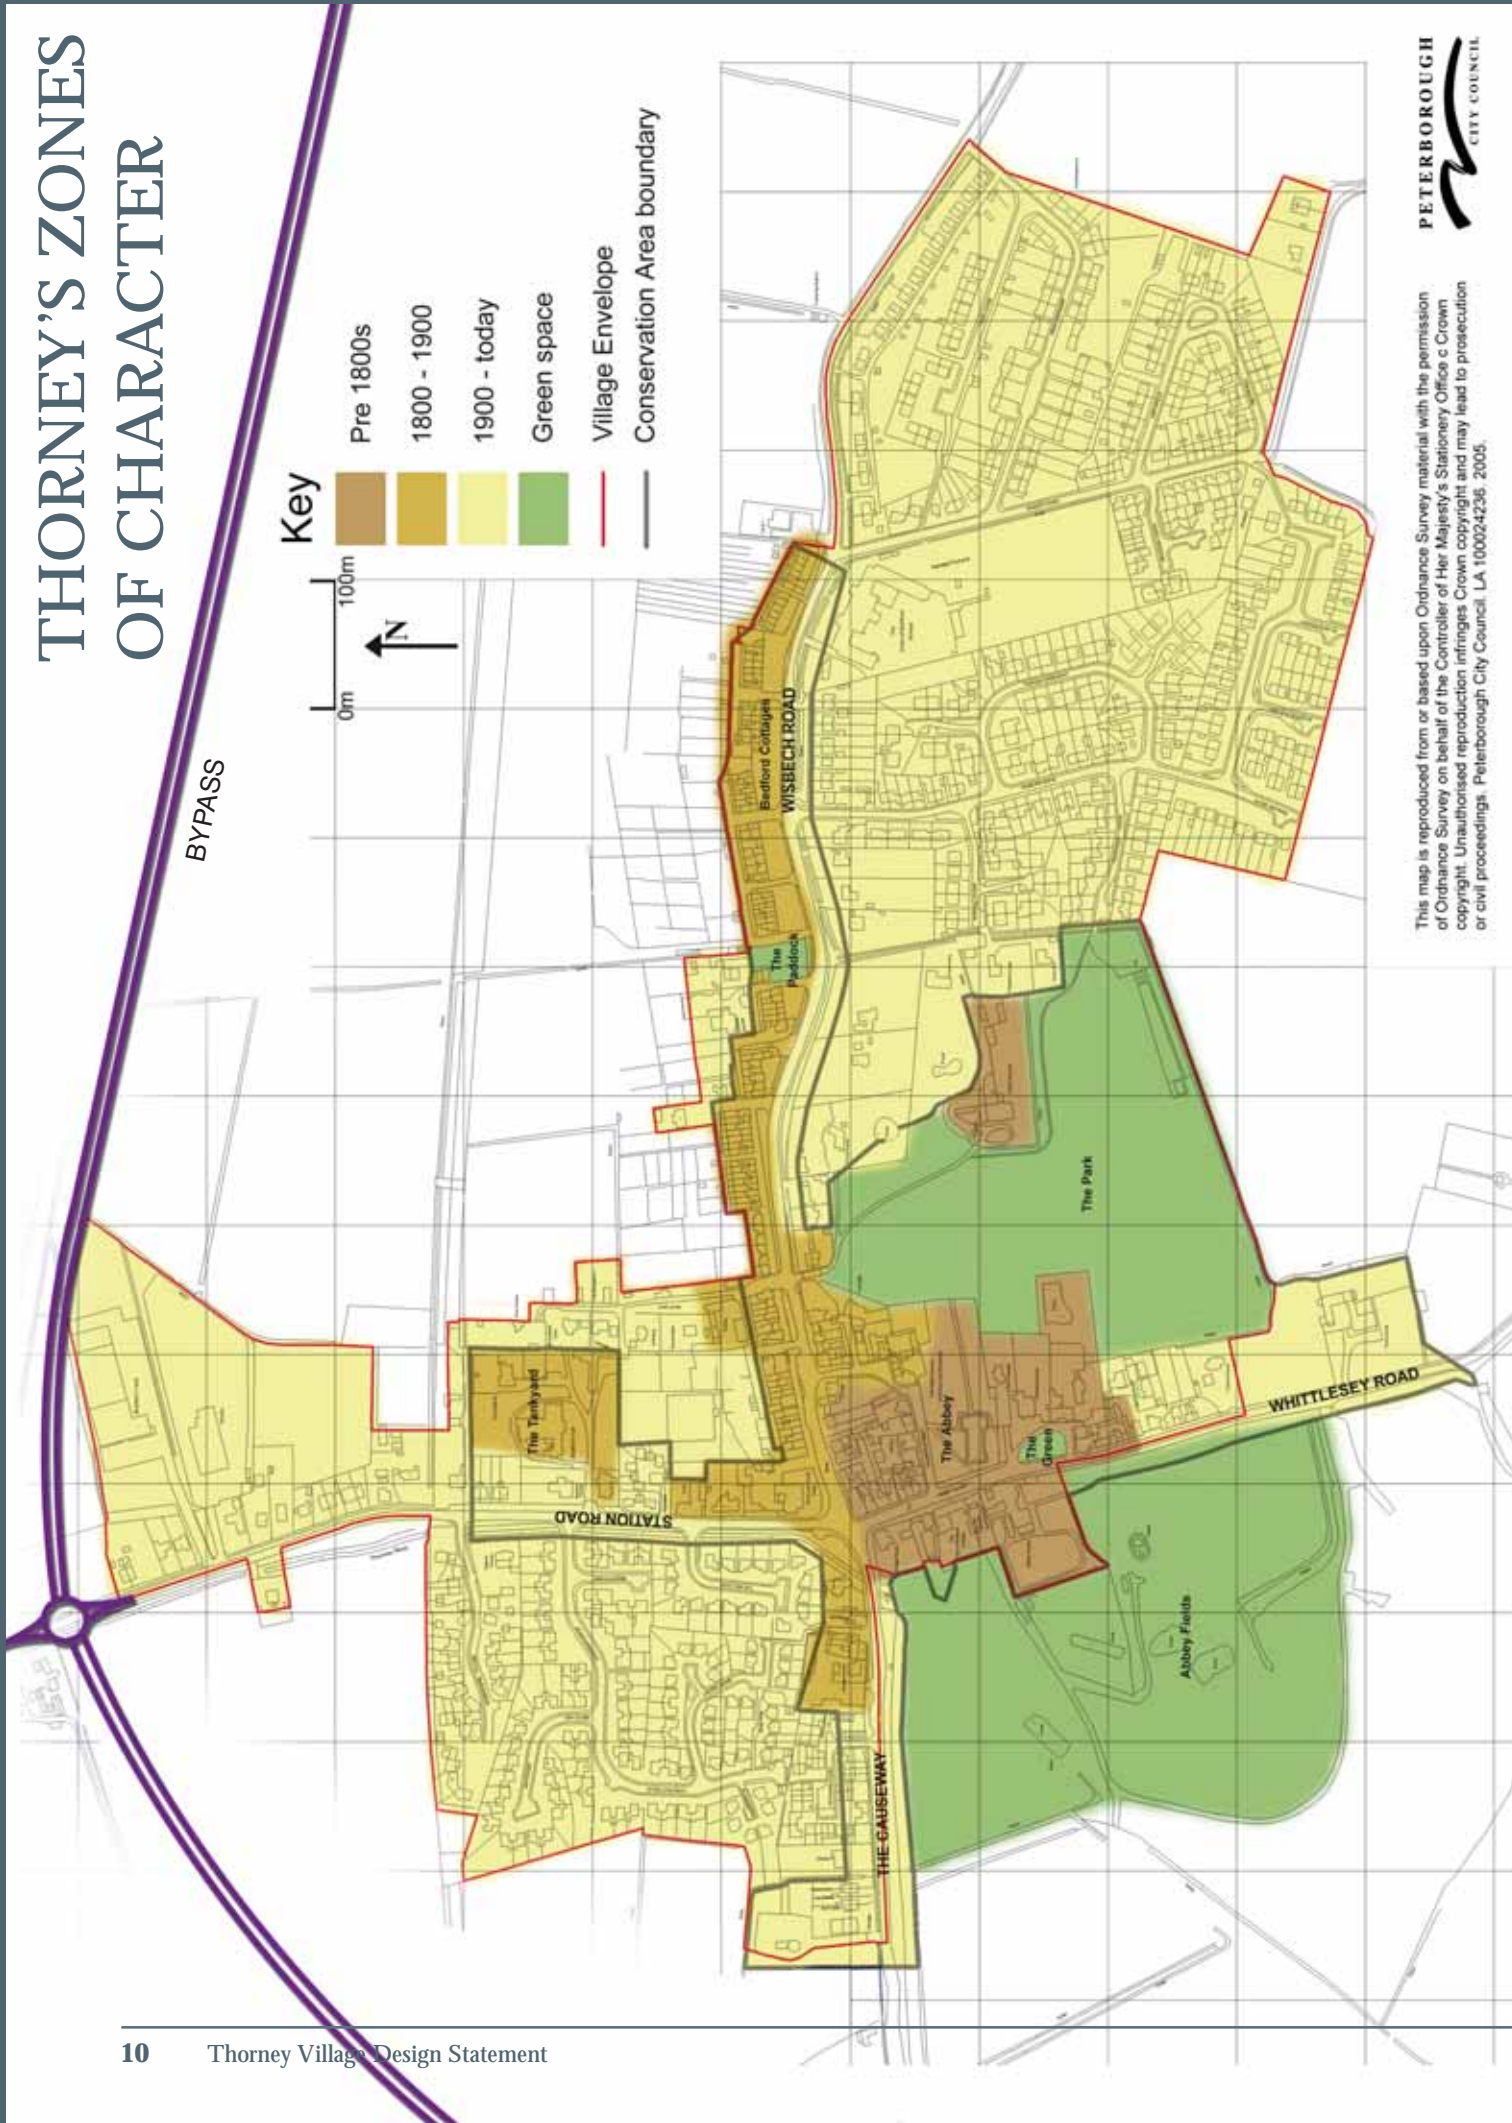 THORNEY'S ZONES
OF CHARACTER
BYPASS
0m
100m
N
Key
Pre 1800s
1800 - 1900
1900 - today
Green space
Village Envelope
Conservation Area boundary
The Tankyard
STATION ROAD
Bedford Cottages
WISBECH ROAD
The
Paddock
The Park
The Abbey
The
Green
WHITTLESEY ROAD
Abbey Fields
THE CAUSEWAY
PETERBOROUGH
CITY COUNCIL
This map is reproduced from or based upon Ordnance Survey material with the permission
of Ordnance Survey on behalf of the Controller of Her Majesty's Stationery Office c Crown
copyright. Unauthorised reproduction infringes Crown copyright and may lead to prosecution
or civil proceedings. Peterborough City Council. LA 100024236. 2005.
10 Thorney Village Design Statement